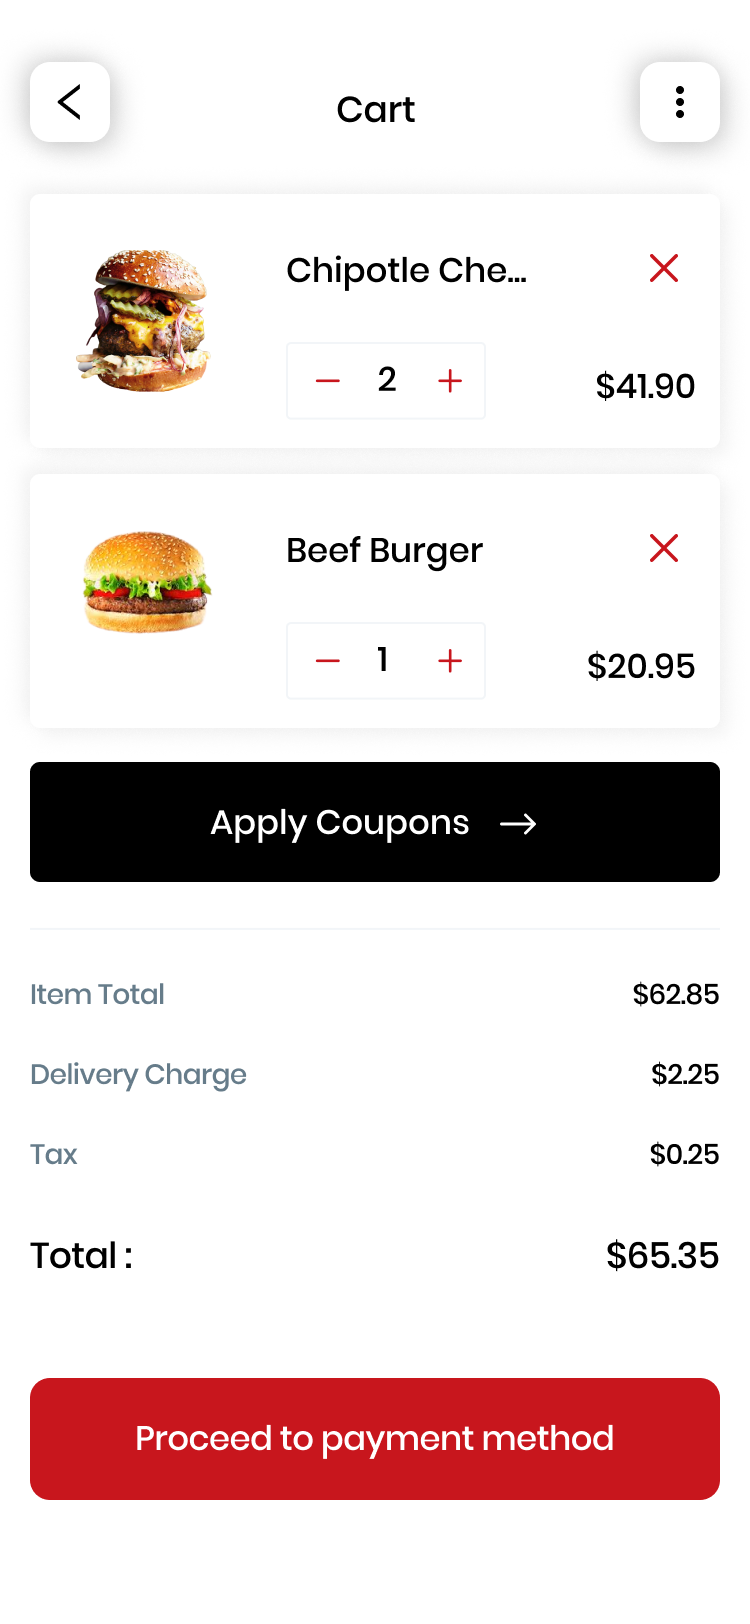 Cart
Chipotle Che...
2
$41.90
Beef Burger
1
$20.95
Apply Coupons
Item Total $62.85
Delivery Charge $2.25
Tax $0.25
Total : $65.35
Proceed to payment method